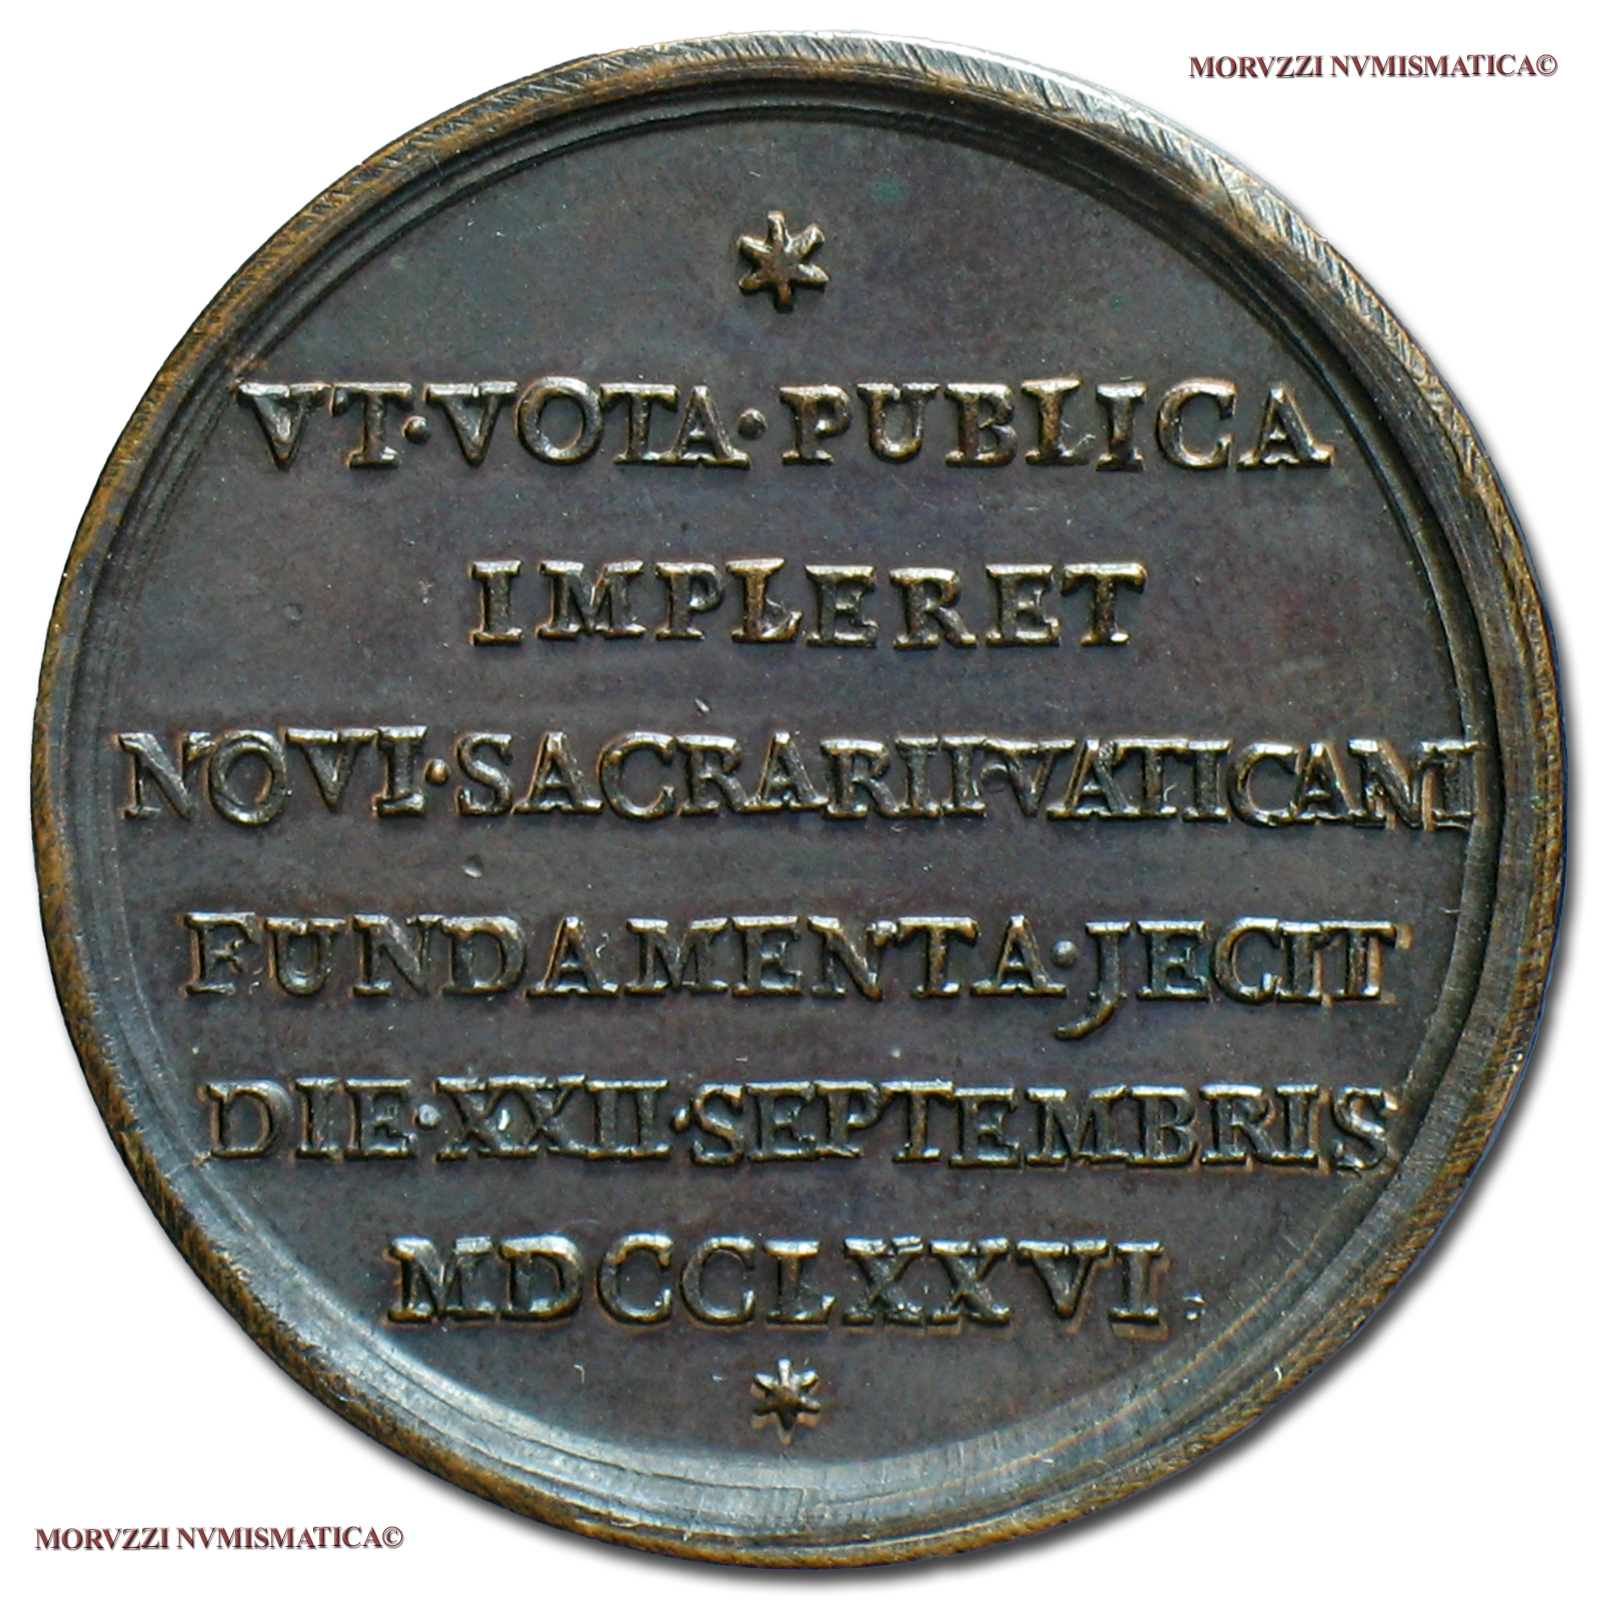 MORVZZI NVMISMATICA©
VT·VOTA·PUBLICA
IMPLERET
NOVI·SACRARII·VATICANI
FUNDAMENTA·JECIT
DIE·XXII·SEPTEMBRIS
MDCCLXXVI.
MORVZZI NVMISMATICA©